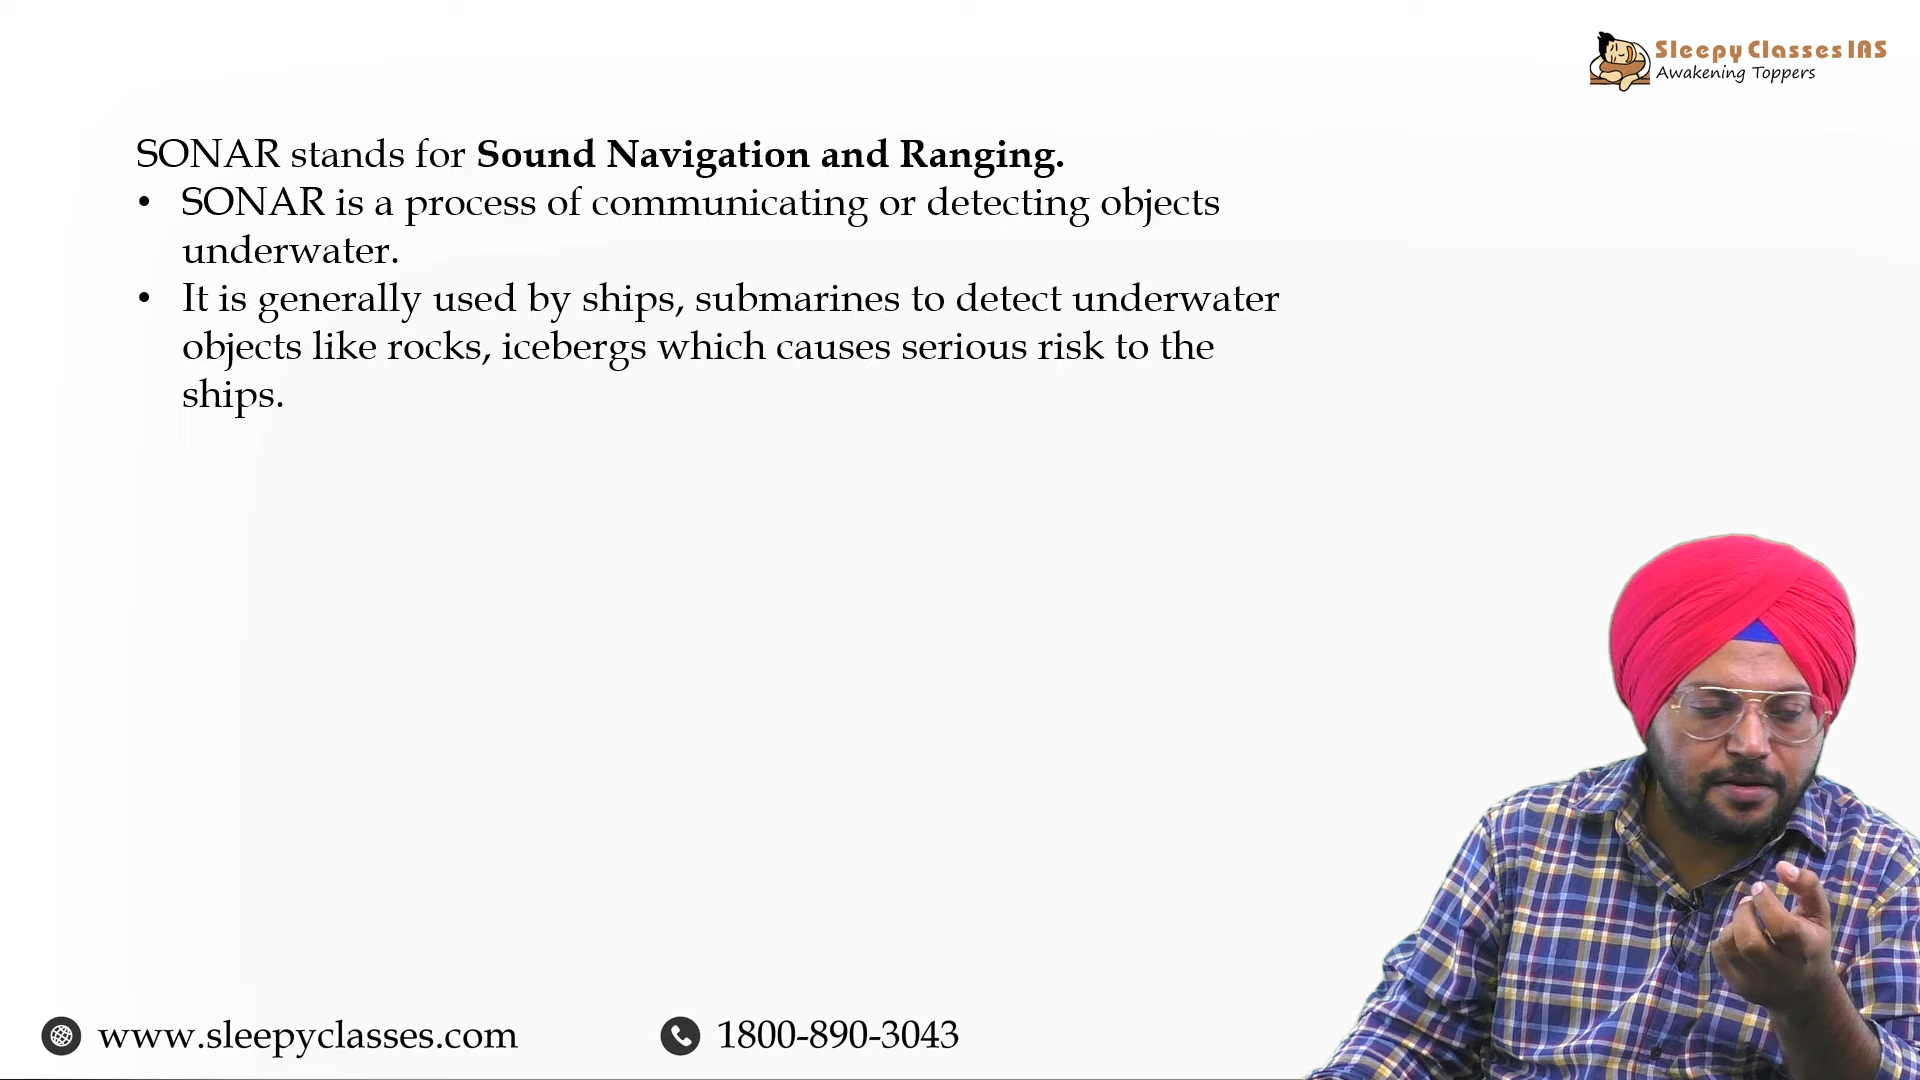 Sleepy Classes IAS
Awakening Toppers
SONAR stands for Sound Navigation and Ranging.
• SONAR is a process of communicating or detecting objects
underwater.
• It is generally used by ships, submarines to detect underwater
objects like rocks, icebergs which causes serious risk to the
ships.
www.sleepyclasses.com
1800-890-3043